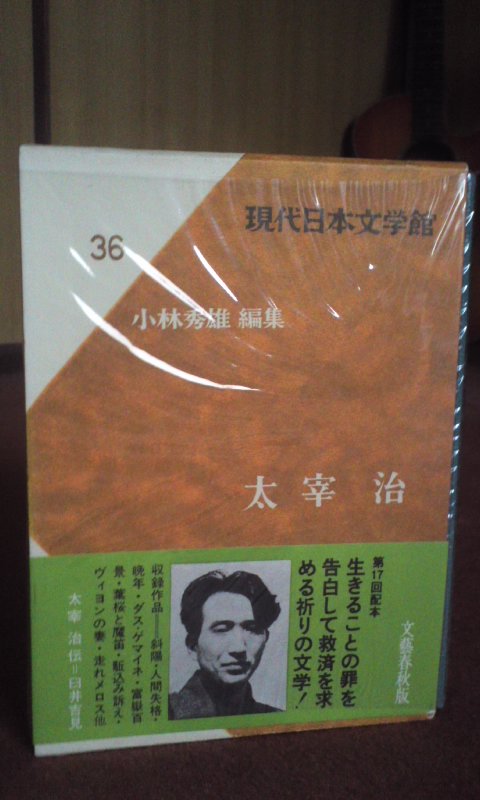 現代日本文学館
36
小林秀雄 編集
太宰 治
文藝春秋版
第17回配本
生きることの罪を
告白して救済を求
める祈りの文学!
収録作品＝斜陽・人間失格・
晩年・ダス・ゲマイネ・富嶽百
景・葉桜と魔笛・駈込み訴え・
ヴィヨンの妻・走れメロス他
太宰 治伝＝臼井吉見